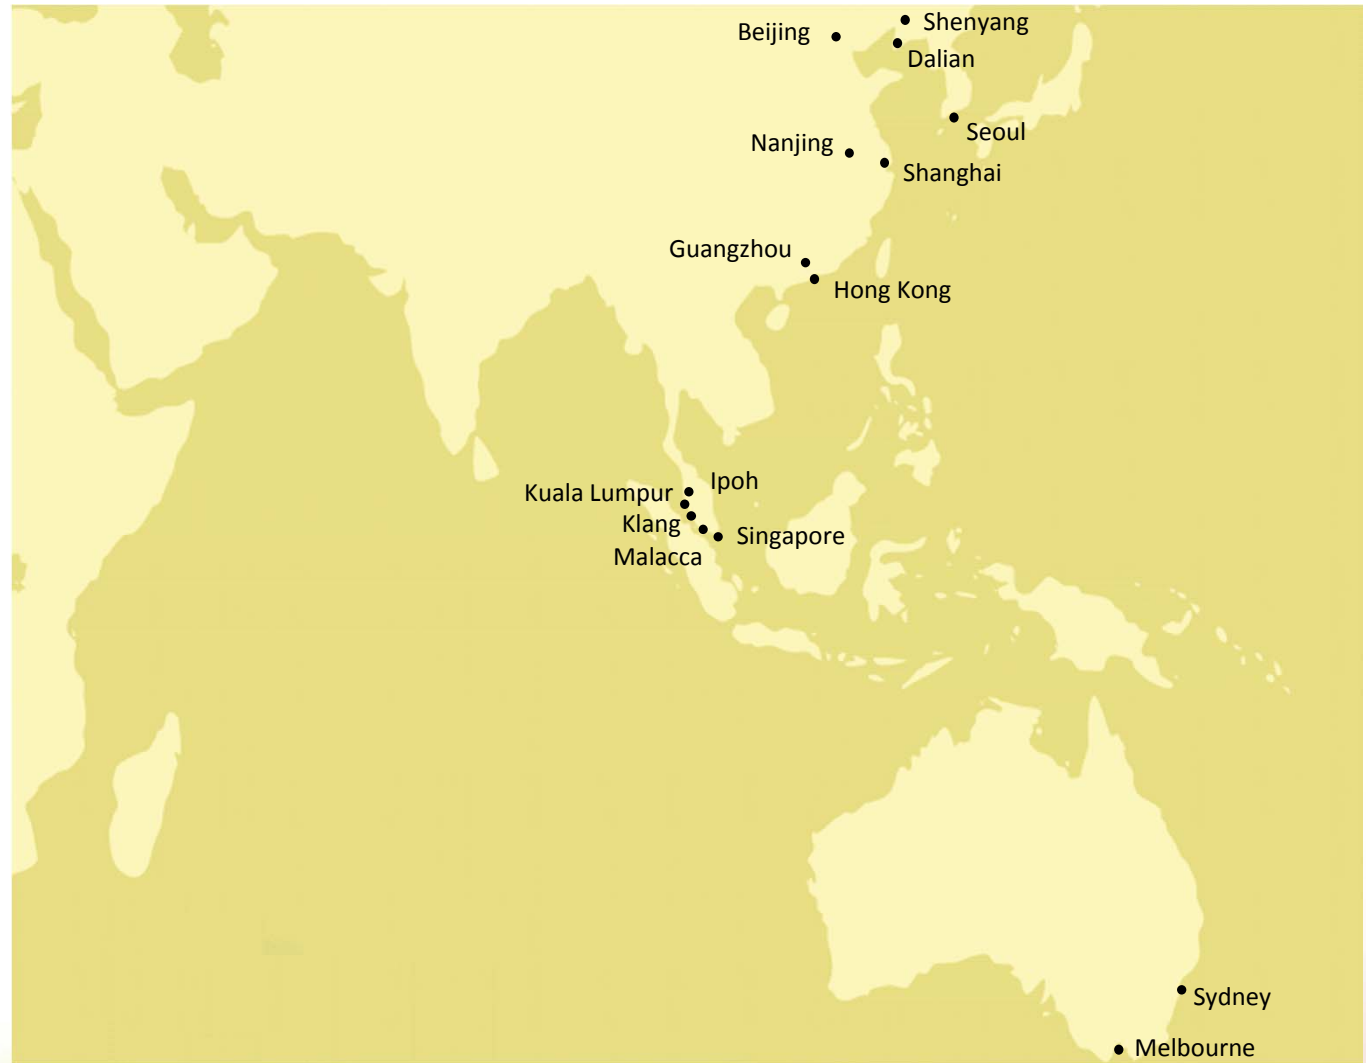 Shenyang
Beijing
Dalian
Seoul
Nanjing
Shanghai
Guangzhou
Hong Kong
Ipoh
Kuala Lumpur
Klang
Singapore
Malacca
Sydney
Melbourne